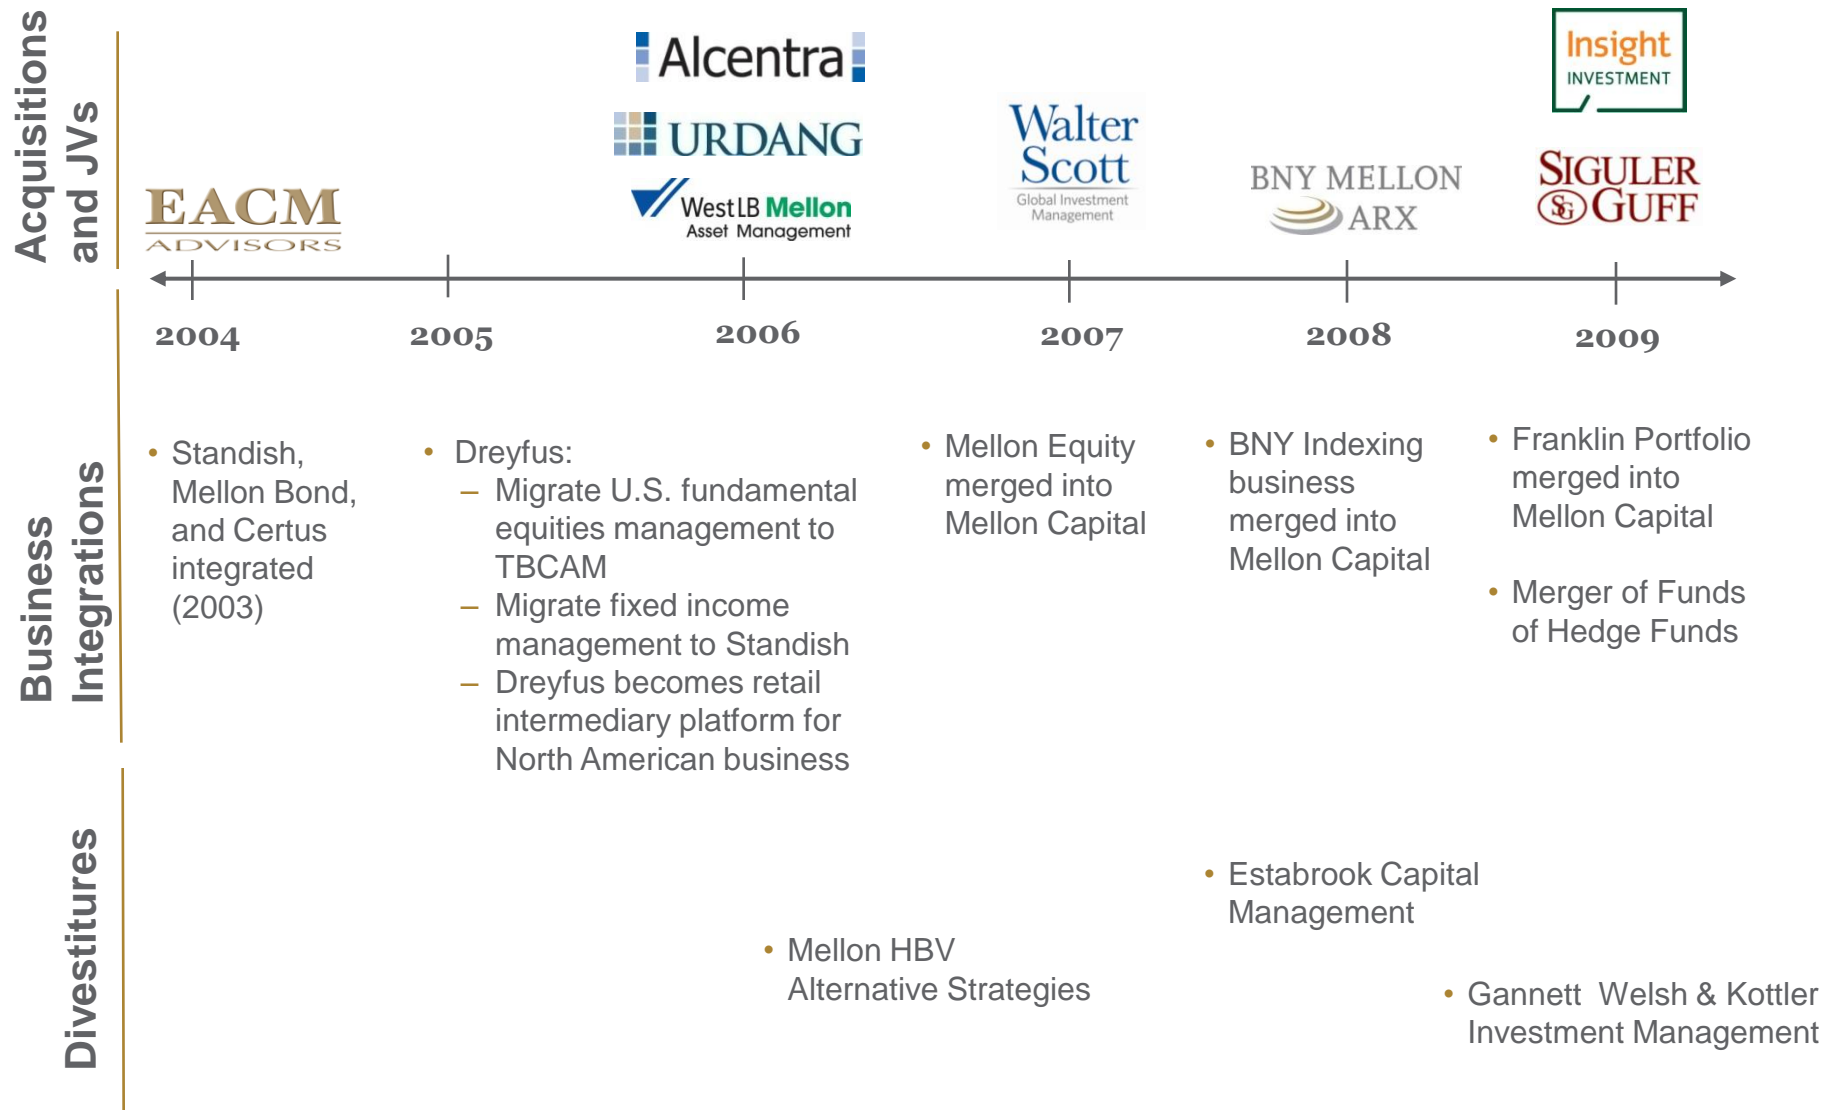 Acquisitions
and JVs
EACM
ADVISORS
Alcentra
URDANG
WestLB Mellon
Asset Management
Walter
Scott
Global Investment
Management
BNY MELLON
ARX
Insight
INVESTMENT
SIGULER
SG GUFF
2004
2005
2006
2007
2008
2009
Business
Integrations
• Standish,
Mellon Bond,
and Certus
integrated
(2003)
• Dreyfus:
– Migrate U.S. fundamental
equities management to
TBCAM
– Migrate fixed income
management to Standish
– Dreyfus becomes retail
intermediary platform for
North American business
• Mellon Equity
merged into
Mellon Capital
• BNY Indexing
business
merged into
Mellon Capital
• Franklin Portfolio
merged into
Mellon Capital
• Merger of Funds
of Hedge Funds
Divestitures
• Mellon HBV
Alternative Strategies
• Estabrook Capital
Management
• Gannett Welsh & Kottler
Investment Management